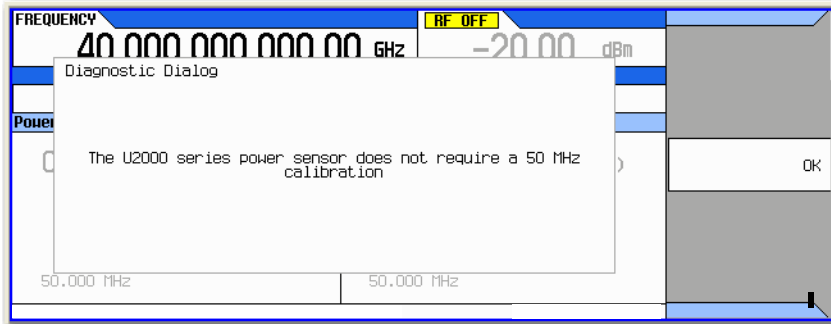 FREQUENCY
RF OFF
40.000 000 000 00 GHz
-20.00 dBm
Diagnostic Dialog
Power
The U2000 series power sensor does not require a 50 MHz
calibration
OK
50.000 MHz
50.000 MHz